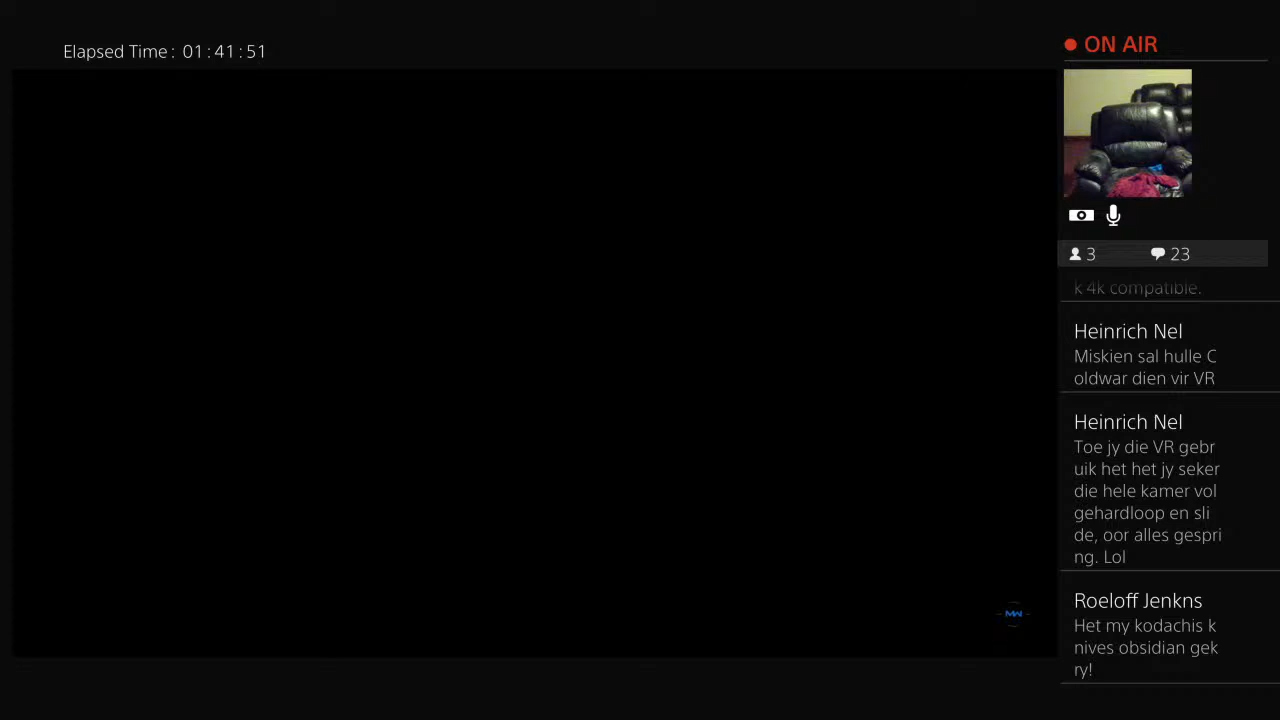 Elapsed Time: 01:41:51
ON AIR
3 23
k 4k compatible.
Heinrich Nel
Miskien sal hulle C
oldwar dien vir VR
Heinrich Nel
Toe jy die VR gebr
uik het het jy seker
die hele kamer vol
gehardloop en sli
de, oor alles gespri
ng. Lol
MW
Roeloff Jenkns
Het my kodachis k
nives obsidian gek
ry!